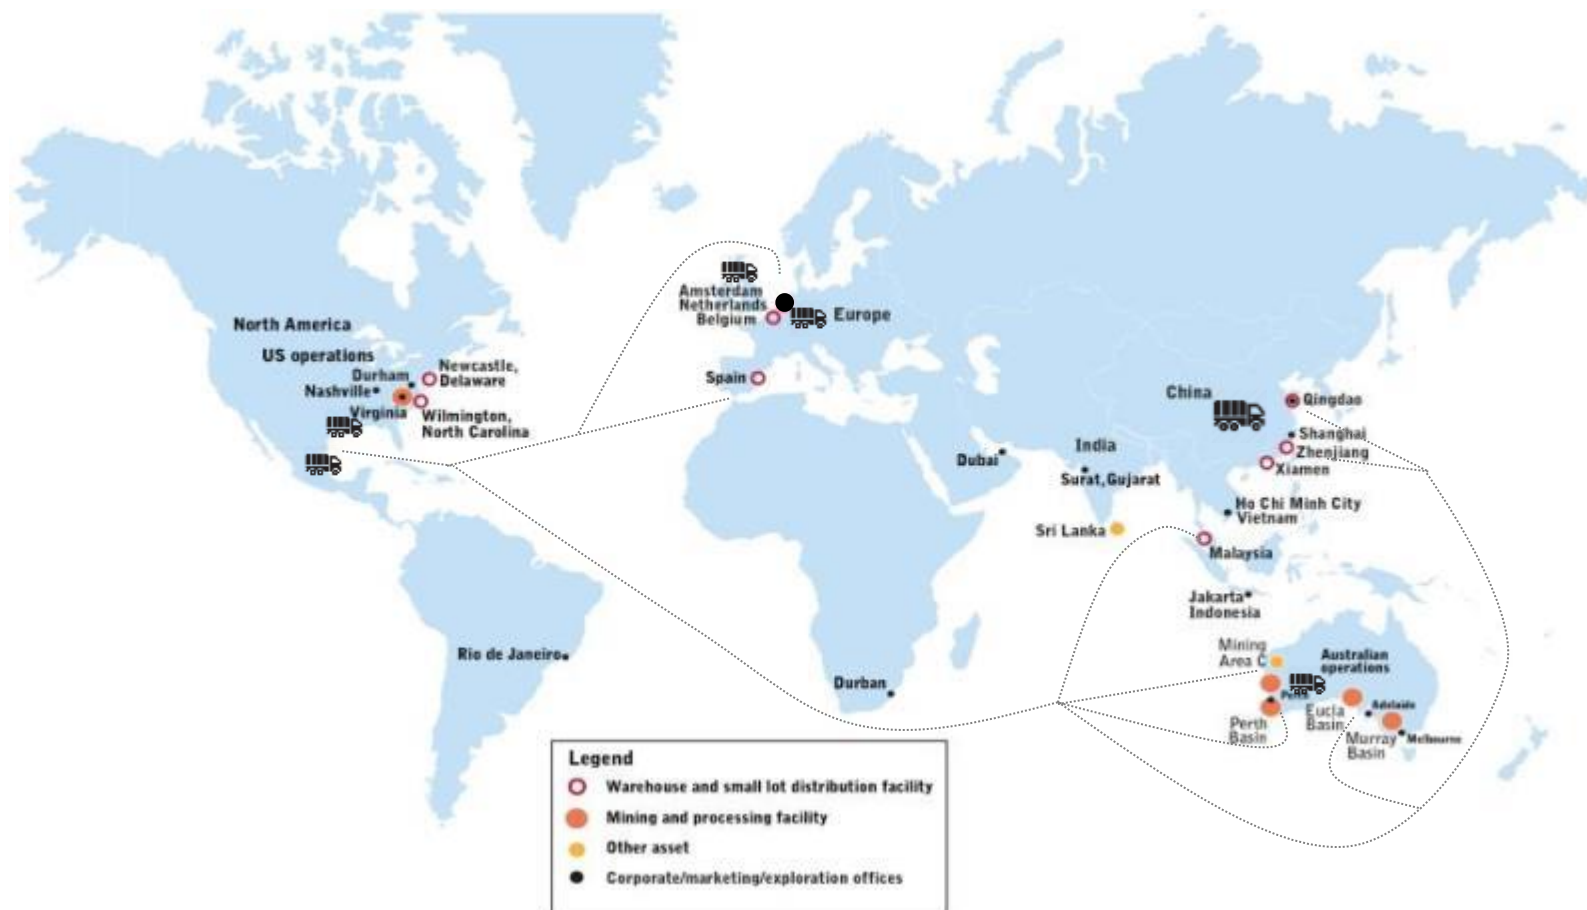 Amsterdam
Netherlands
Belgium
Europe
North America
US operations
Newcastle,
Delaware
Durham
Nashville
Virginia
Wilmington,
North Carolina
Spain
China
Qingdao
Shanghai
Zhenjiang
Xiamen
India
Dubai
Surat,Gujarat
Ho Chi Minh City
Vietnam
Sri Lanka
Malaysia
Jakarta
Indonesia
Rio de Janeiro
Durban
Mining
Area C
Australian
operations
Perth
Eucla
Basin
Adelaide
Perth
Basin
Murray
Basin
Melbourne
Legend
Warehouse and small lot distribution facility
Mining and processing facility
Other asset
Corporate/marketing/exploration offices